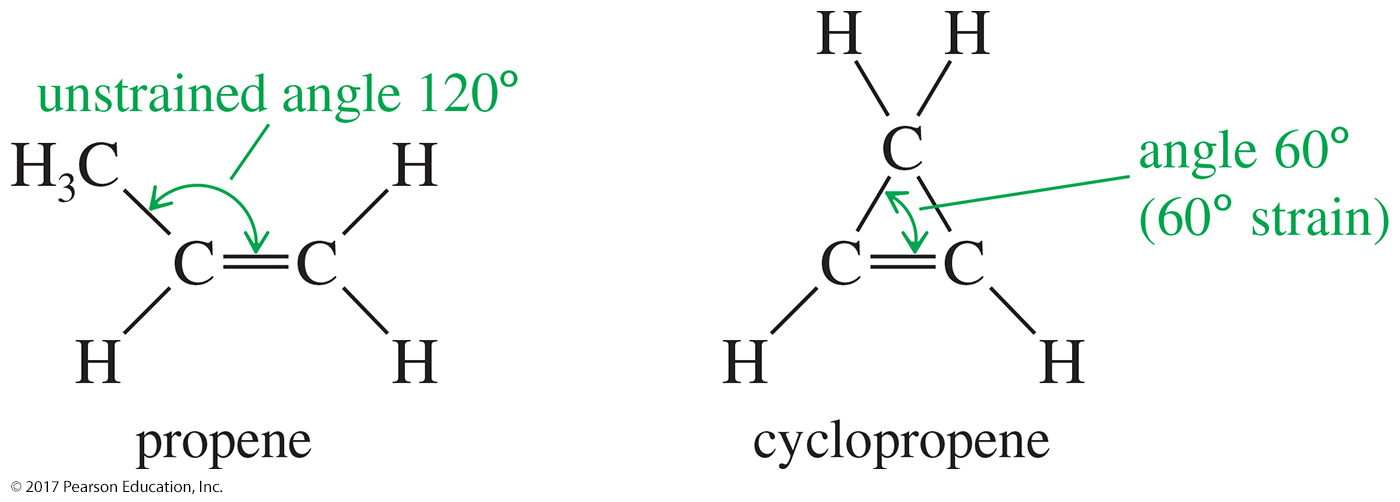 unstrained angle 120°
H₃C
H
C
C
H
H
propene
H
H
C
C
C
H
H
angle 60°
(60° strain)
cyclopropene
© 2017 Pearson Education, Inc.